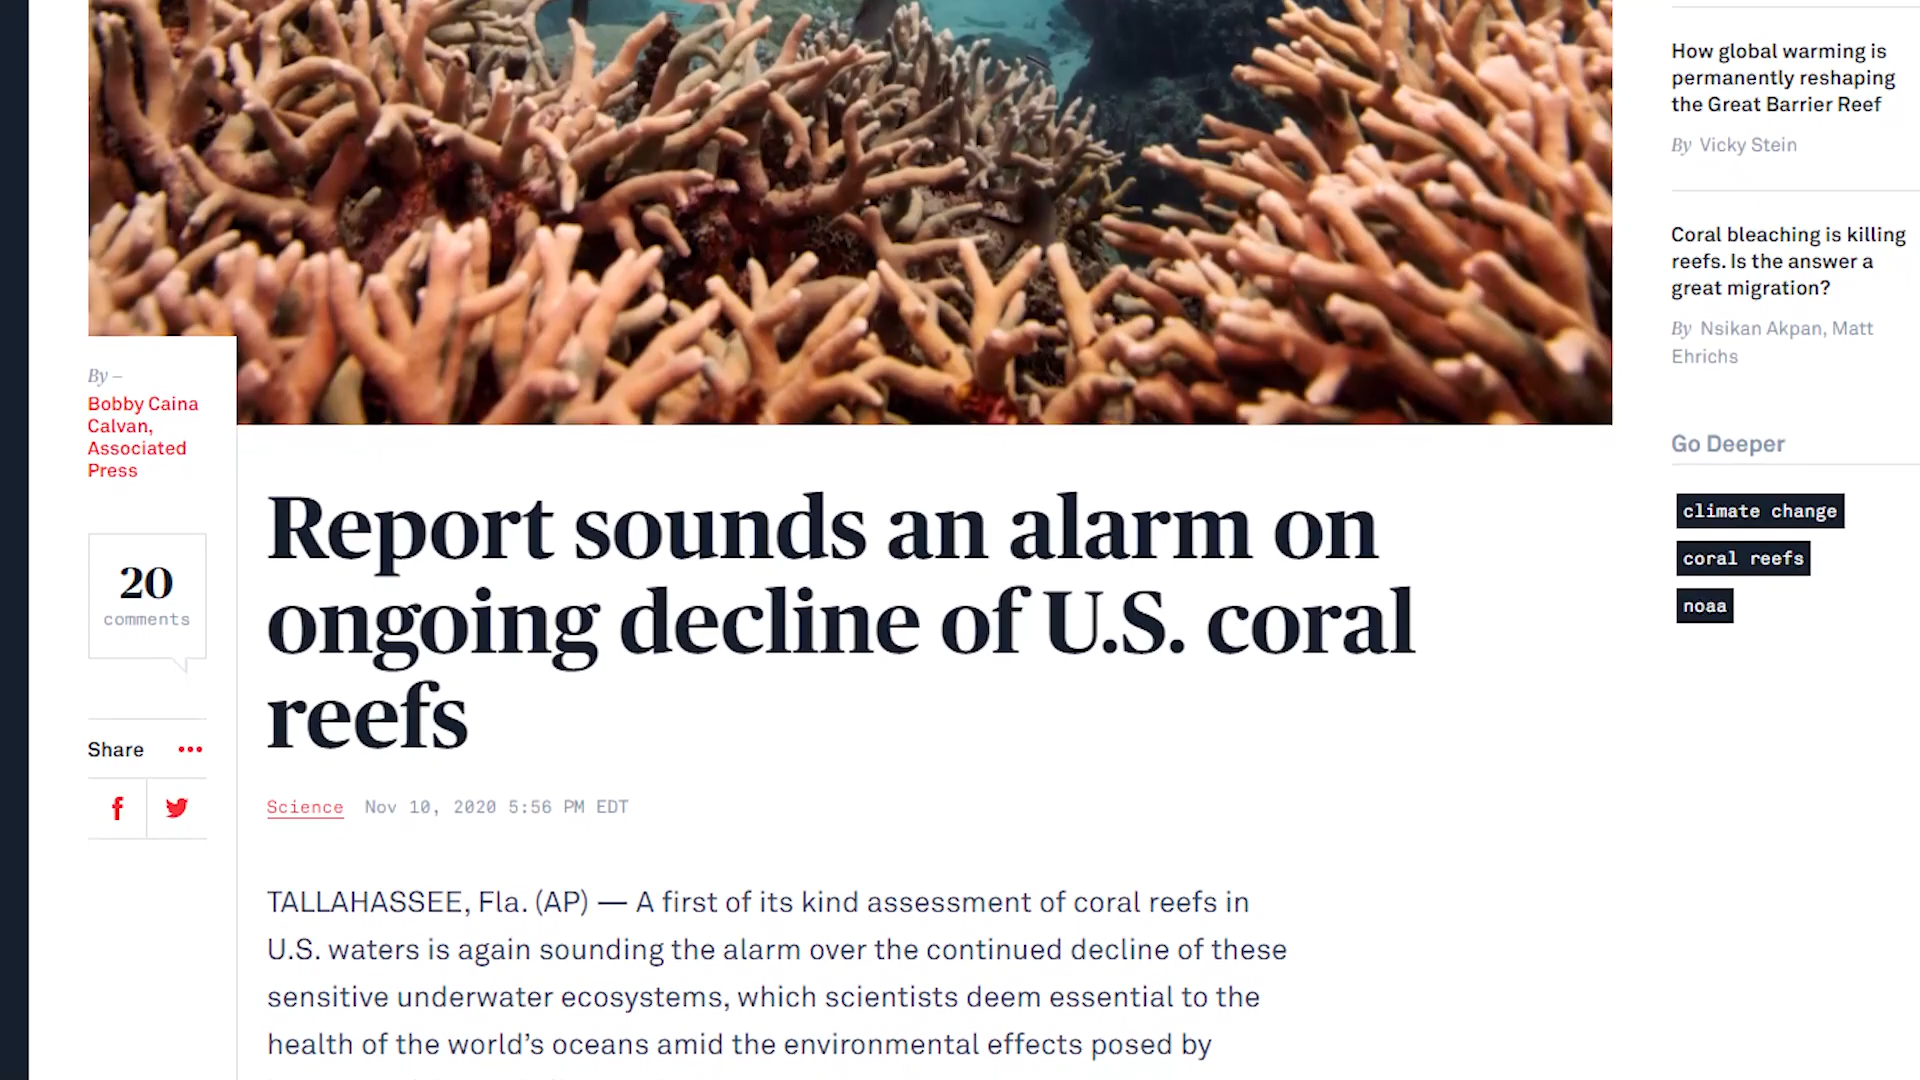 How global warming is
permanently reshaping
the Great Barrier Reef
By Vicky Stein
Coral bleaching is killing
reefs. Is the answer a
great migration?
By Nsikan Akpan, Matt
Ehrichs
Go Deeper
climate change
coral reefs
noaa
By –
Bobby Caina
Calvan,
Associated
Press
20
comments
Share
Report sounds an alarm on
ongoing decline of U.S. coral
reefs
Science Nov 10, 2020 5:56 PM EDT
TALLAHASSEE, Fla. (AP) — A first of its kind assessment of coral reefs in
U.S. waters is again sounding the alarm over the continued decline of these
sensitive underwater ecosystems, which scientists deem essential to the
health of the world’s oceans amid the environmental effects posed by